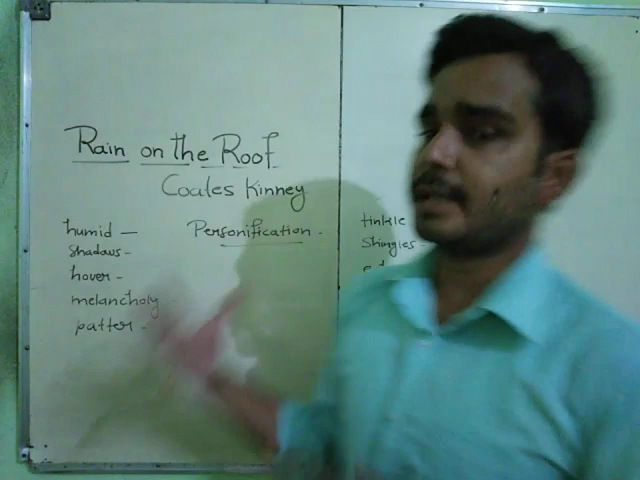 Rain on the Roof
Coates Kinney
Personification -
humid -
shadows -
hover -
melancholy -
patter -
tinkle
Shingles -